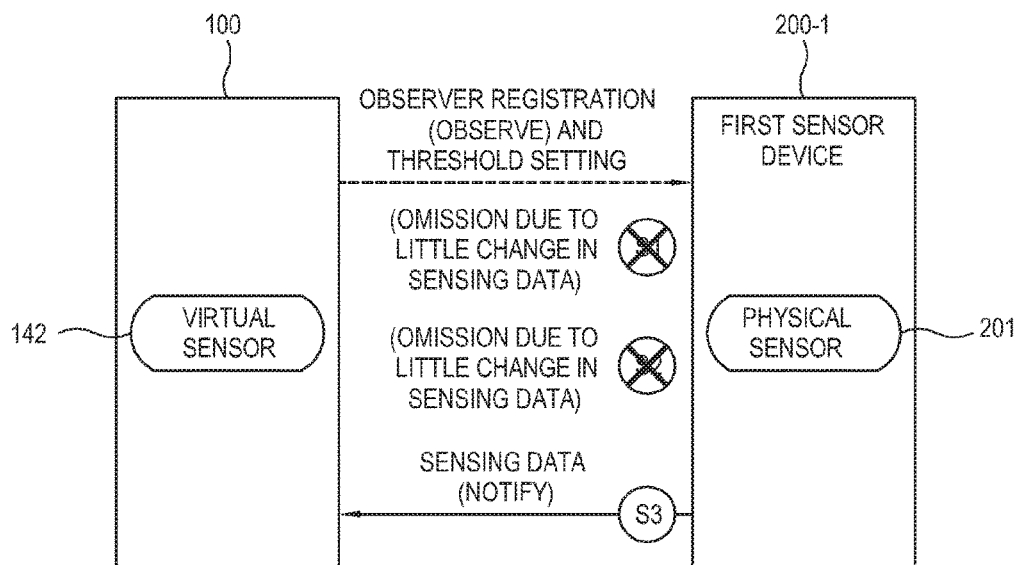 100
200-1
OBSERVER REGISTRATION
(OBSERVE) AND
THRESHOLD SETTING
FIRST SENSOR
DEVICE
(OMISSION DUE TO
LITTLE CHANGE IN
SENSING DATA)
142
VIRTUAL
SENSOR
(OMISSION DUE TO
LITTLE CHANGE IN
SENSING DATA)
PHYSICAL
SENSOR
201
SENSING DATA
(NOTIFY)
S3